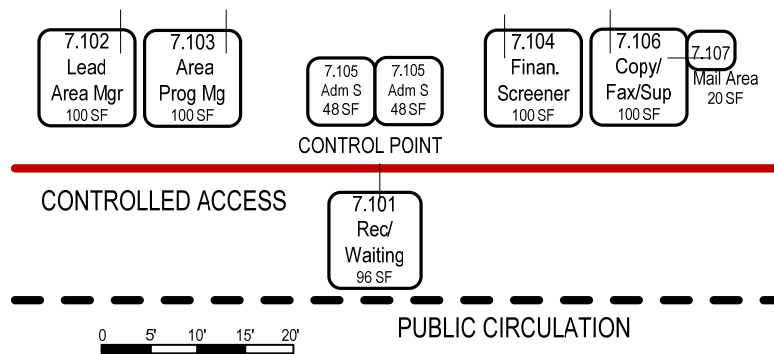 7.102
Lead
Area Mgr
100 SF
7.103
Area
Prog Mg
100 SF
7.105
Adm S
48 SF
7.105
Adm S
48 SF
7.104
Finan.
Screener
100 SF
7.106
Copy/
Fax/Sup
100 SF
7.107
Mail Area
20 SF
CONTROL POINT
CONTROLLED ACCESS
7.101
Rec/
Waiting
96 SF
0 5' 10' 15' 20'
PUBLIC CIRCULATION